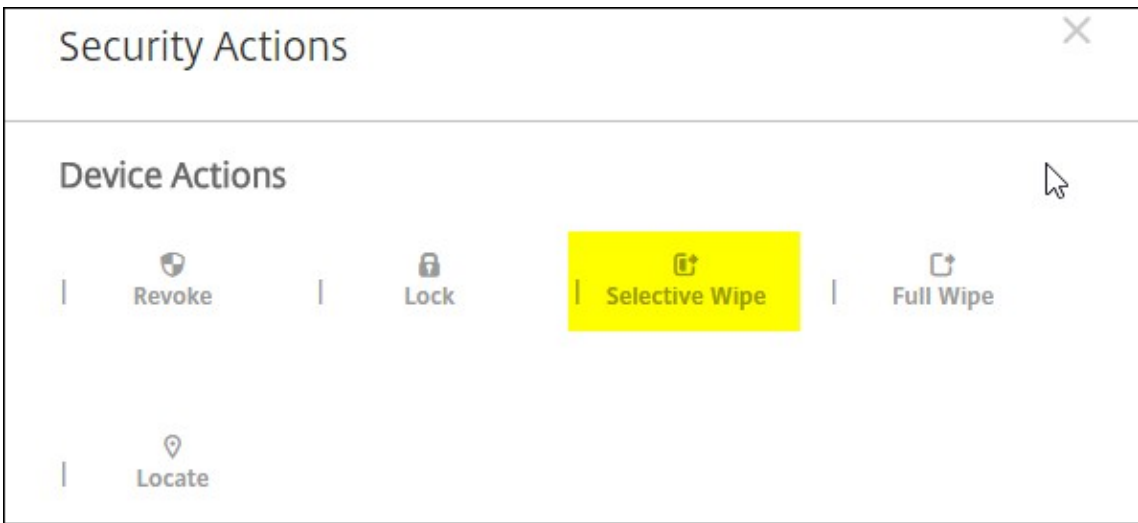 Security Actions
Device Actions
Revoke
Lock
Selective Wipe
Full Wipe
Locate